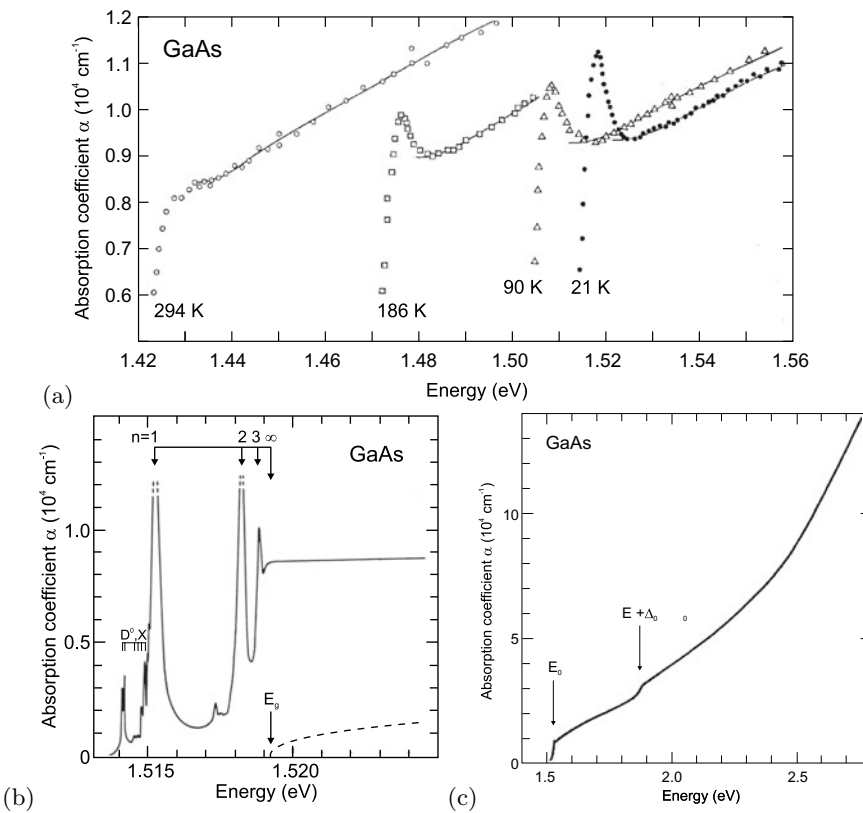 GaAs
Absorption coefficient α (10⁴ cm⁻¹)
1.2
1.1
1.0
0.9
0.8
0.7
0.6
294 K
186 K
90 K
21 K
1.42
1.44
1.46
1.48
1.50
1.52
1.54
1.56
Energy (eV)
(a)
n=1
2
3
∞
GaAs
Absorption coefficient α (10⁴ cm⁻¹)
1.0
0.5
0
D⁰,X
E_g
1.515
1.520
Energy (eV)
(b)
GaAs
Absorption coefficient α (10⁴ cm⁻¹)
10
5
0
E₀
E +Δ₀ ₀
1.5
2.0
2.5
Energy (eV)
(c)